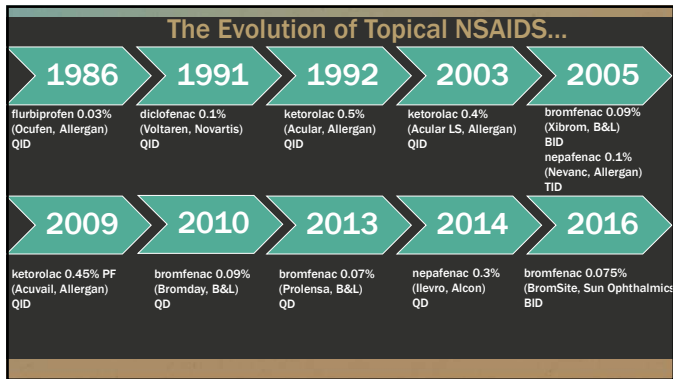 The Evolution of Topical NSAIDS...
1986
1991
1992
2003
2005
flurbiprofen 0.03%
(Ocufen, Allergan)
QID
diclofenac 0.1%
(Voltaren, Novartis)
QID
ketorolac 0.5%
(Acular, Allergan)
QID
ketorolac 0.4%
(Acular LS, Allergan)
QID
bromfenac 0.09%
(Xibrom, B&L)
BID
nepafenac 0.1%
(Nevanc, Allergan)
TID
2009
2010
2013
2014
2016
ketorolac 0.45% PF
(Acuvail, Allergan)
QID
bromfenac 0.09%
(Bromday, B&L)
QD
bromfenac 0.07%
(Prolensa, B&L)
QD
nepafenac 0.3%
(Ilevro, Alcon)
QD
bromfenac 0.075%
(BromSite, Sun Ophthalmics
BID